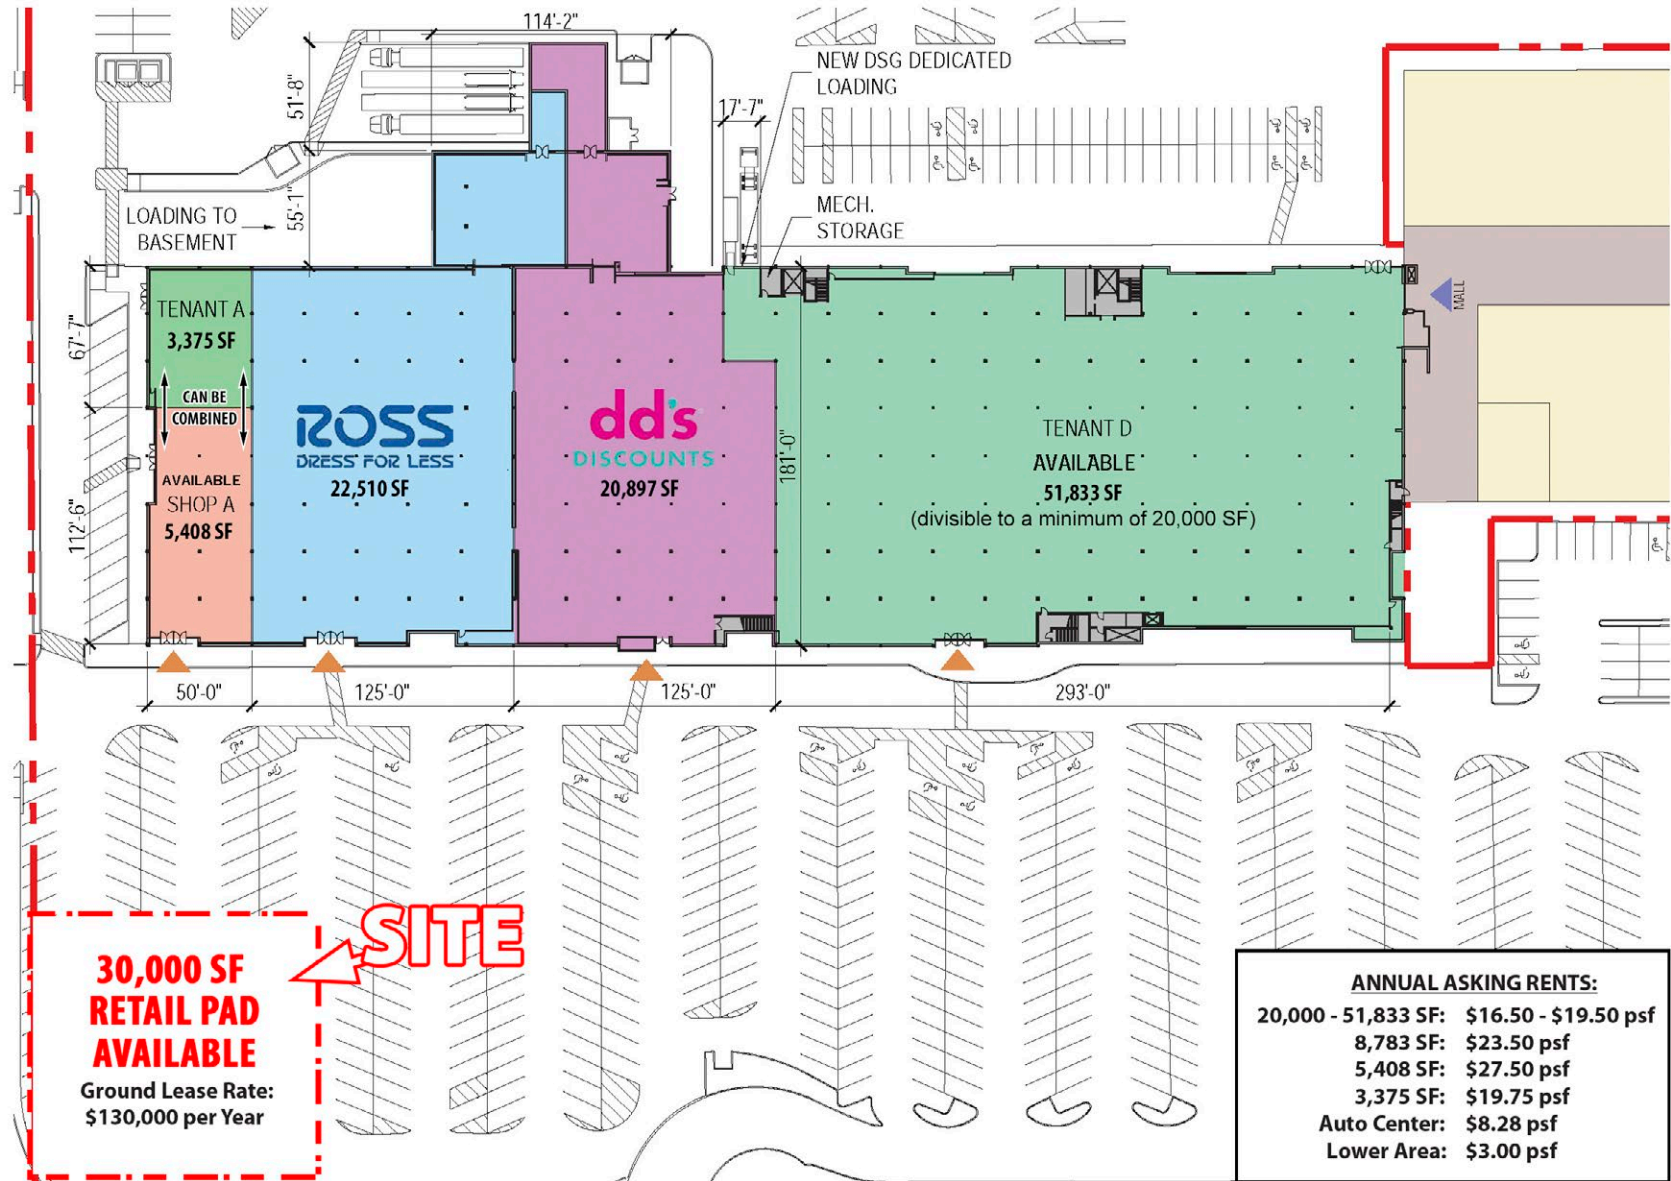 114'-2"
51'-8"
55'-1"
17'-7"
NEW DSG DEDICATED
LOADING
MECH.
STORAGE
LOADING TO
BASEMENT
MALL
67'-7"
112'-6"
TENANT A
3,375 SF
CAN BE
COMBINED
AVAILABLE
SHOP A
5,408 SF
ROSS
DRESS FOR LESS
22,510 SF
dd's
DISCOUNTS
20,897 SF
181'-0"
TENANT D
AVAILABLE
51,833 SF
(divisible to a minimum of 20,000 SF)
50'-0"
125'-0"
125'-0"
293'-0"
SITE
30,000 SF
RETAIL PAD
AVAILABLE
Ground Lease Rate:
$130,000 per Year
ANNUAL ASKING RENTS:
20,000 - 51,833 SF: $16.50 - $19.50 psf
8,783 SF: $23.50 psf
5,408 SF: $27.50 psf
3,375 SF: $19.75 psf
Auto Center: $8.28 psf
Lower Area: $3.00 psf